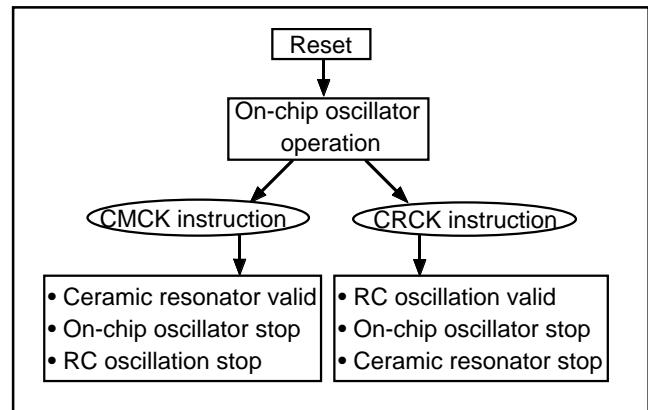 Reset
On-chip oscillator
operation
CMCK instruction
CRCK instruction
• Ceramic resonator valid
• On-chip oscillator stop
• RC oscillation stop
• RC oscillation valid
• On-chip oscillator stop
• Ceramic resonator stop